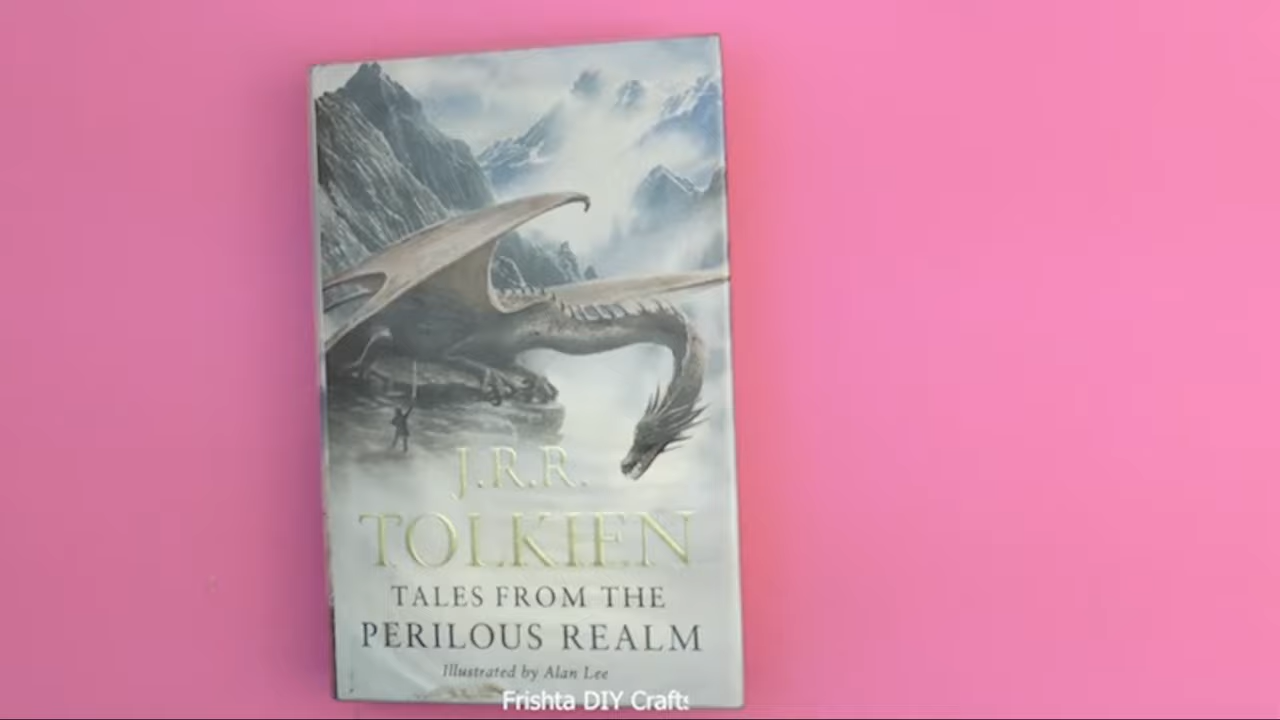 J.R.R.
TOLKIEN
TALES FROM THE
PERILOUS REALM
Illustrated by Alan Lee
Frishta DIY Crafts